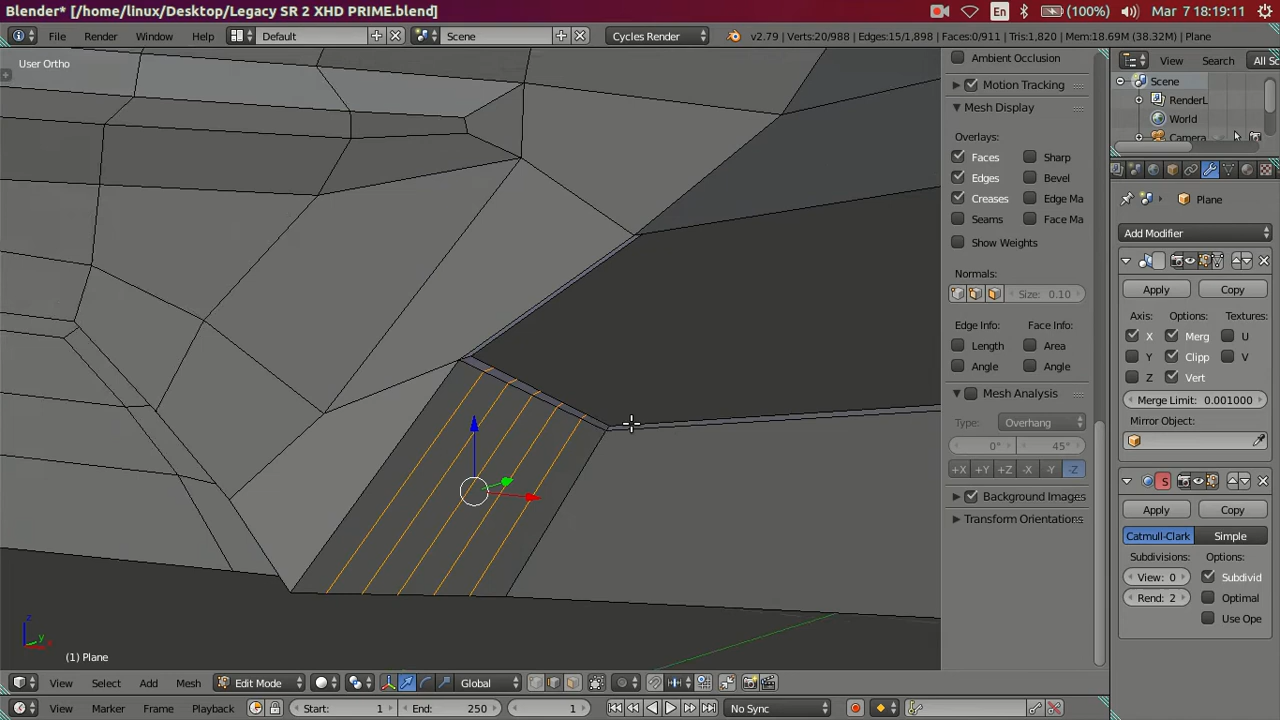 Blender* [/home/linux/Desktop/Legacy SR 2 XHD PRIME.blend]
En (100%) Mar 7 18:19:11
File Render Window Help Default Scene Cycles Render v2.79 | Verts:20/988 | Edges:15/1,898 | Faces:0/911 | Tris:1,820 | Mem:18.69M (38.32M) | Plane
User Ortho
Ambient Occlusion
Motion Tracking
Mesh Display
Overlays:
Faces Sharp
Edges Bevel
Creases Edge Ma
Seams Face Ma
Show Weights
Normals:
Size: 0.10
Edge Info: Face Info:
Length Area
Angle Angle
Mesh Analysis
Type: Overhang
0° 45°
+X +Y +Z -X -Y -Z
Background Images
Transform Orientations
View Search All Sc
Scene
RenderL
World
Camera
Plane
Add Modifier
Apply Copy
Axis: Options: Textures:
X Merg U
Y Clipp V
Z Vert
Merge Limit: 0.001000
Mirror Object:
S
Apply Copy
Catmull-Clark Simple
Subdivisions: Options:
View: 0 Subdivid
Rend: 2 Optimal
Use Ope
z
y
x
(1) Plane
View Select Add Mesh Edit Mode Global
View Marker Frame Playback Start: 1 End: 250 1 No Sync